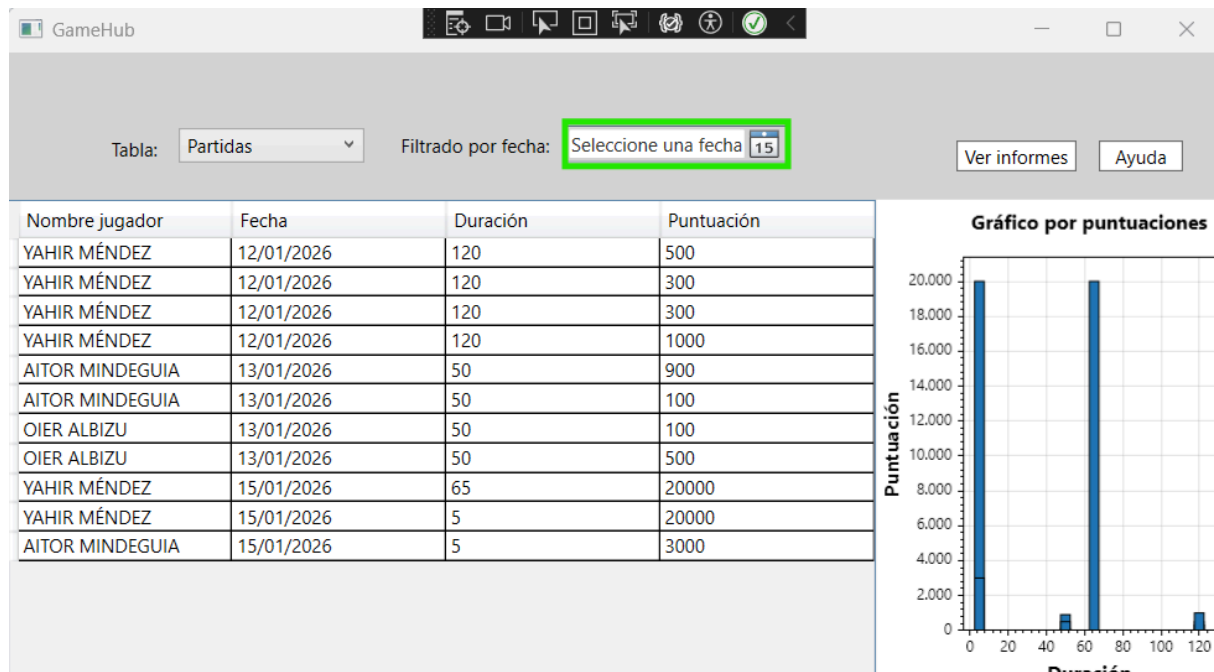 GameHub
Tabla: Partidas Filtrado por fecha: Seleccione una fecha 15 Ver informes Ayuda
Nombre jugador Fecha Duración Puntuación
YAHIR MÉNDEZ 12/01/2026 120 500
YAHIR MÉNDEZ 12/01/2026 120 300
YAHIR MÉNDEZ 12/01/2026 120 300
YAHIR MÉNDEZ 12/01/2026 120 1000
AITOR MINDEGUIA 13/01/2026 50 900
AITOR MINDEGUIA 13/01/2026 50 100
OIER ALBIZU 13/01/2026 50 100
OIER ALBIZU 13/01/2026 50 500
YAHIR MÉNDEZ 15/01/2026 65 20000
YAHIR MÉNDEZ 15/01/2026 5 20000
AITOR MINDEGUIA 15/01/2026 5 3000
Gráfico por puntuaciones
Puntuación
20.000
18.000
16.000
14.000
12.000
10.000
8.000
6.000
4.000
2.000
0
0 20 40 60 80 100 120
Duración